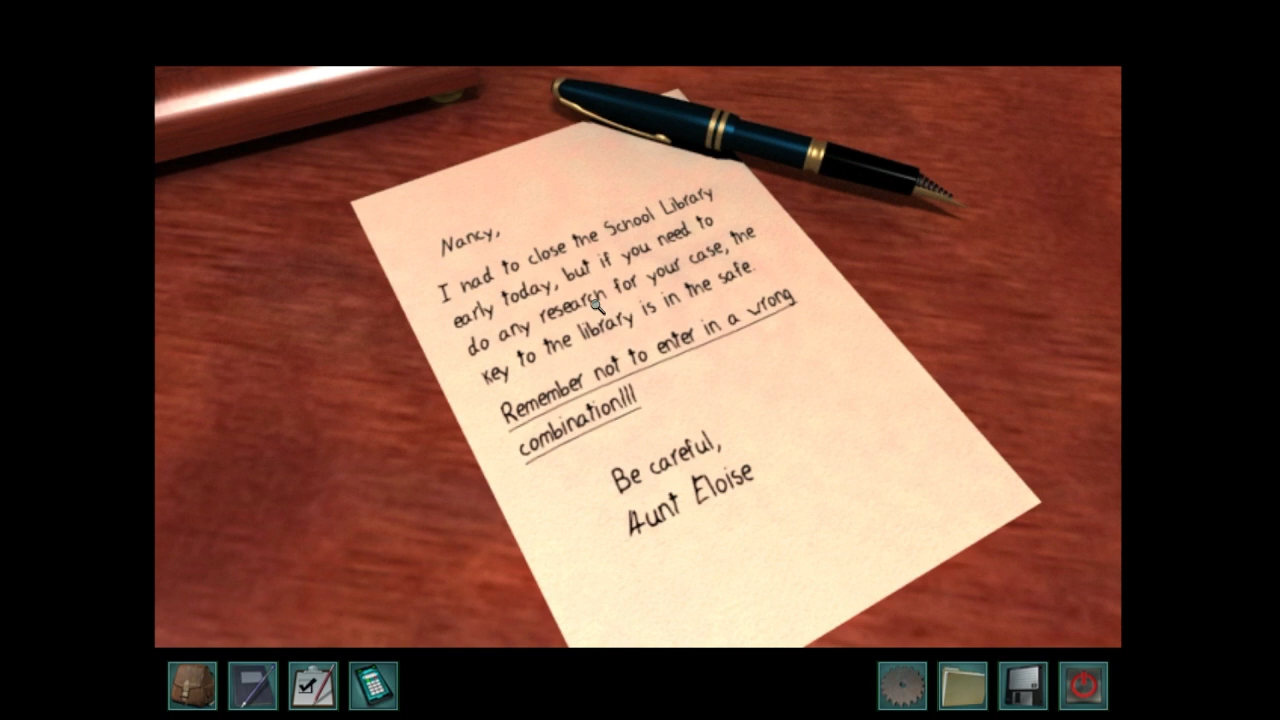 Nancy,
I had to close the School Library
early today, but if you need to
do any research for your case, the
key to the library is in the safe.
Remember not to enter in a wrong
combination!!!
Be careful,
Aunt Eloise